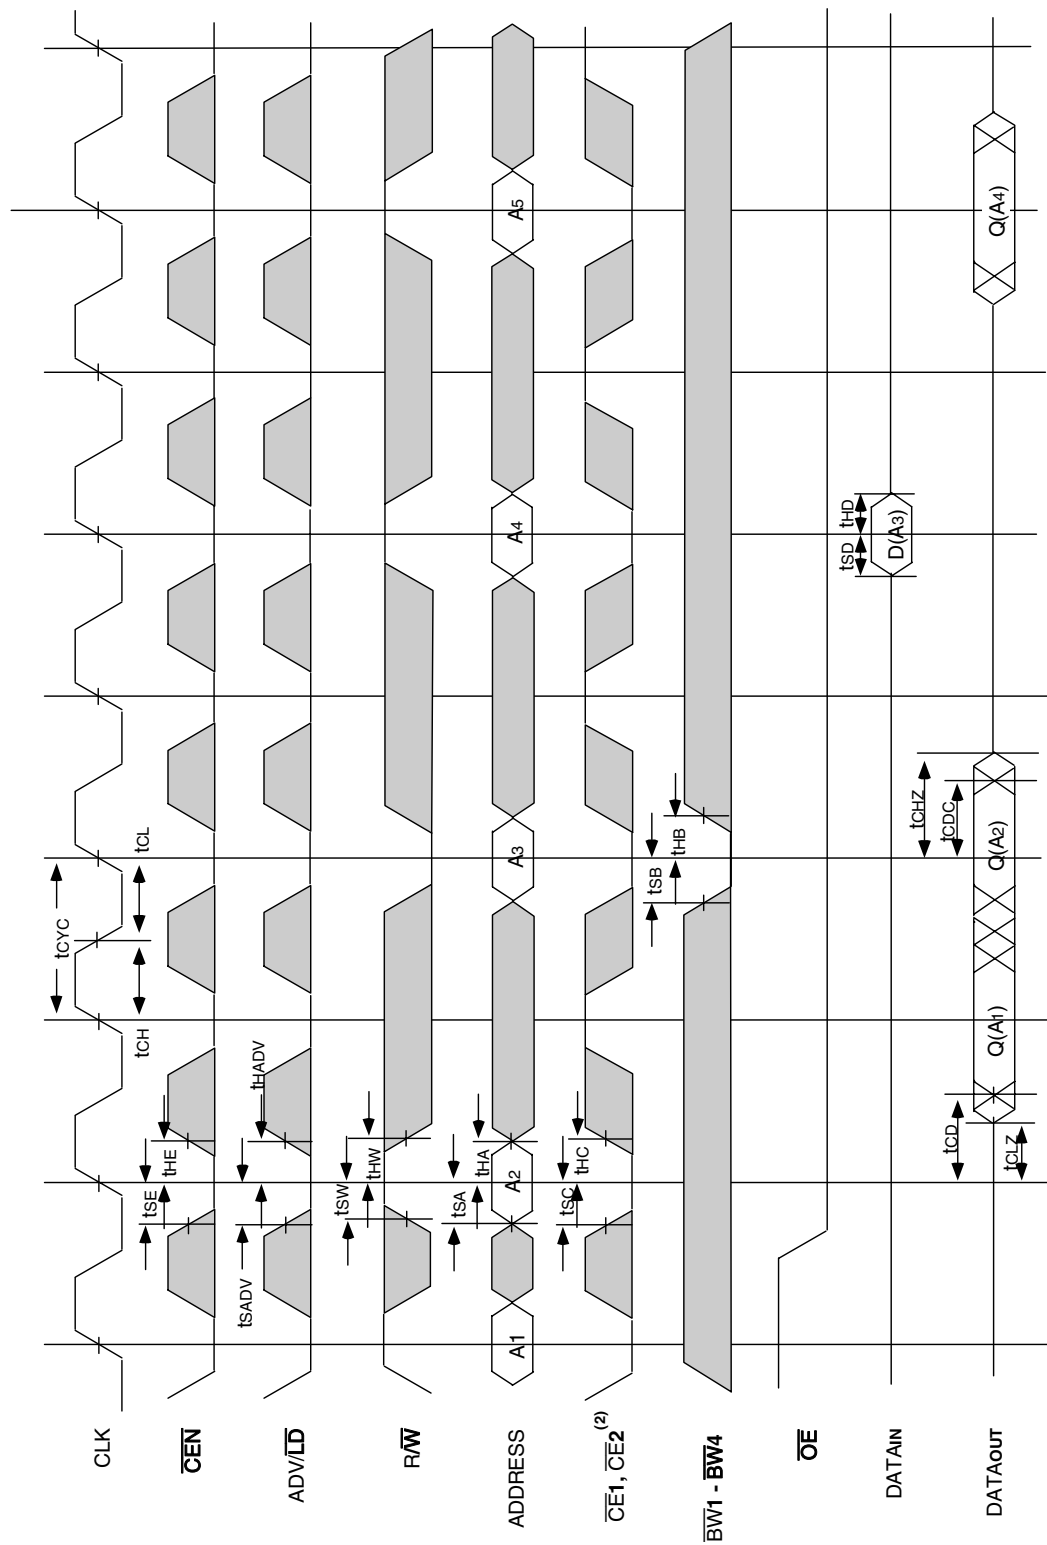 CLK
tCYC
tCH
tCL
CEN
tSE
tHE
ADV/LD
tSADV
tHADV
R/W
tSW
tHW
ADDRESS
A1
A2
A3
A4
A5
tSA
tHA
CE1, CE2 (2)
tSC
tHC
BW1 - BW4
tSB
tHB
OE
DATAIN
tSD
tHD
D(A3)
DATAOUT
tCD
tCLZ
tCHZ
tCDC
Q(A1)
Q(A2)
Q(A4)